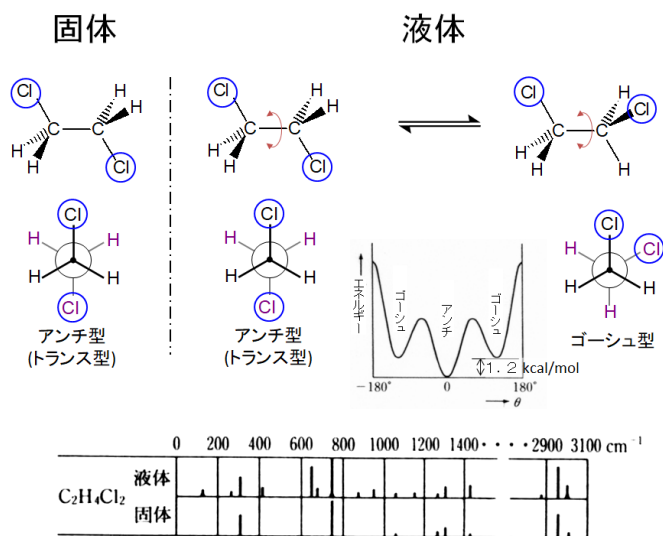 固体
液体
Cl H H C C H H Cl
Cl H H C C H H Cl
Cl H Cl C C H H H
Cl H H H H Cl
アンチ型
(トランス型)
Cl H H H H Cl
アンチ型
(トランス型)
エネルギー
ゴーシュ
アンチ
ゴーシュ
1.2 kcal/mol
−180° 0 180°
→ θ
Cl H Cl H H H
ゴーシュ型
0 200 400 600 800 1000 1200 1400 ····· 2900 3100 cm⁻¹
C₂H₄Cl₂
液体
固体